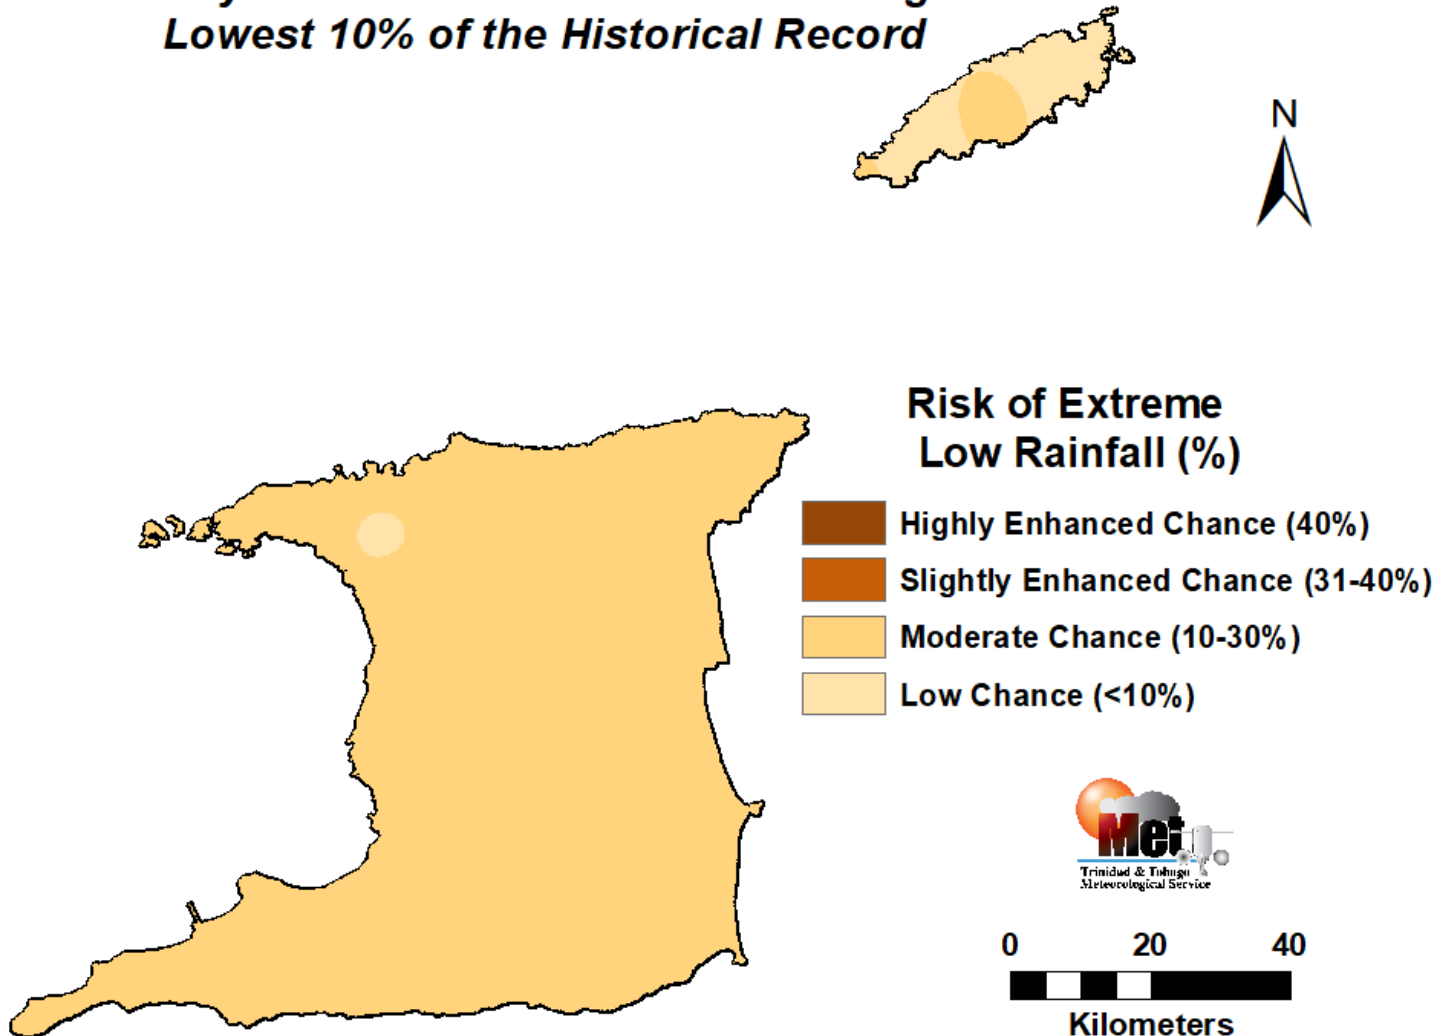 Lowest 10% of the Historical Record
N
Risk of Extreme
Low Rainfall (%)
Highly Enhanced Chance (40%)
Slightly Enhanced Chance (31-40%)
Moderate Chance (10-30%)
Low Chance (<10%)
Met
Trinidad & Tobago
Meteorological Service
0 20 40
Kilometers